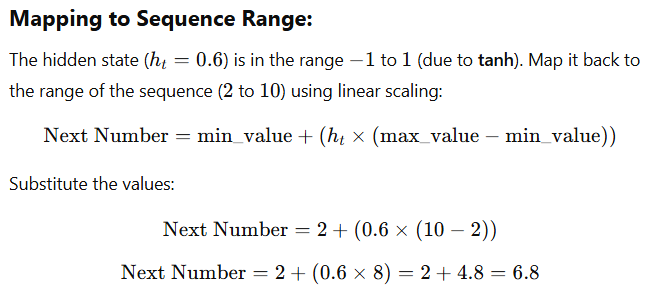 Mapping to Sequence Range:
The hidden state (hₜ = 0.6) is in the range −1 to 1 (due to tanh). Map it back to
the range of the sequence (2 to 10) using linear scaling:
Next Number = min_value + (hₜ × (max_value − min_value))
Substitute the values:
Next Number = 2 + (0.6 × (10 − 2))
Next Number = 2 + (0.6 × 8) = 2 + 4.8 = 6.8